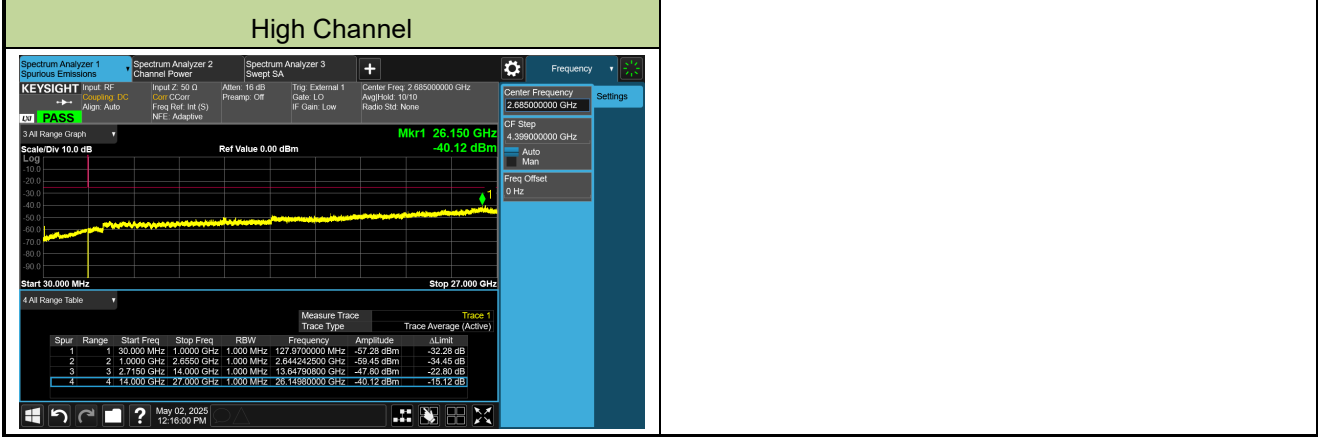 High Channel
Spectrum Analyzer 1
Spurious Emissions
Spectrum Analyzer 2
Channel Power
Spectrum Analyzer 3
Swept SA
Frequency
KEYSIGHT
Input: RF
Coupling: DC
Align: Auto
Input Z: 50 Ω
Corr CCorr
Freq Ref: Int (S)
NFE: Adaptive
Atten: 16 dB
Preamp: Off
Trig: External 1
Gate: LO
IF Gain: Low
Center Freq: 2.685000000 GHz
Avg|Hold: 10/10
Radio Std: None
LXI PASS
Center Frequency
2.685000000 GHz
Settings
CF Step
4.399000000 GHz
Auto
Man
Freq Offset
0 Hz
3 All Range Graph
Mkr1 26.150 GHz
Scale/Div 10.0 dB
Ref Value 0.00 dBm
-40.12 dBm
Log
-10.0
-20.0
-30.0
-40.0
-50.0
-60.0
-70.0
-80.0
-90.0
1
Start 30.000 MHz
Stop 27.000 GHz
4 All Range Table
Measure Trace Trace 1
Trace Type Trace Average (Active)
Spur Range Start Freq Stop Freq RBW Frequency Amplitude ΔLimit
1 1 30.000 MHz 1.0000 GHz 1.000 MHz 127.9700000 MHz -57.28 dBm -32.28 dB
2 2 1.0000 GHz 2.6550 GHz 1.000 MHz 2.644242500 GHz -59.45 dBm -34.45 dB
3 3 2.7150 GHz 14.000 GHz 1.000 MHz 13.64790800 GHz -47.80 dBm -22.80 dB
4 4 14.000 GHz 27.000 GHz 1.000 MHz 26.14980000 GHz -40.12 dBm -15.12 dB
?
May 02, 2025
12:16:00 PM